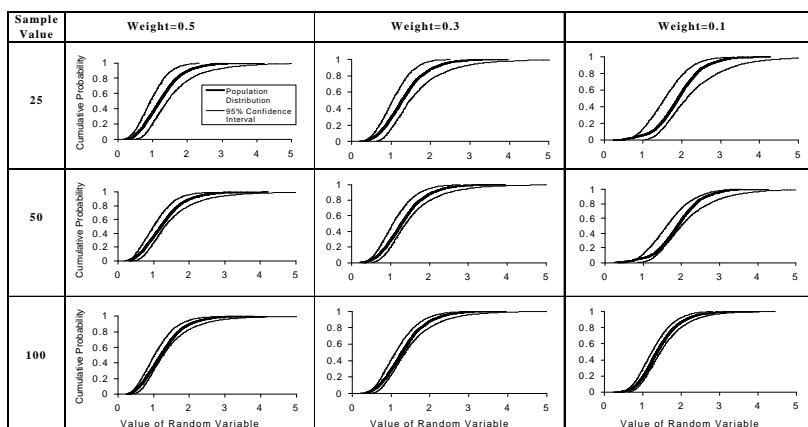 Sample Value
Weight=0.5
Weight=0.3
Weight=0.1
25
Cumulative Probability
1
0.8
0.6
0.4
0.2
0
Population
Distribution
95% Confidence
Interval
0 1 2 3 4 5
1
0.8
0.6
0.4
0.2
0
0 1 2 3 4 5
1
0.8
0.6
0.4
0.2
0
0 1 2 3 4 5
50
Cumulative Probability
1
0.8
0.6
0.4
0.2
0
0 1 2 3 4 5
1
0.8
0.6
0.4
0.2
0
0 1 2 3 4 5
1
0.8
0.6
0.4
0.2
0
0 1 2 3 4 5
100
Cumulative Probability
1
0.8
0.6
0.4
0.2
0
0 1 2 3 4 5
Value of Random Variable
1
0.8
0.6
0.4
0.2
0
0 1 2 3 4 5
Value of Random Variable
1
0.8
0.6
0.4
0.2
0
0 1 2 3 4 5
Value of Random Variable